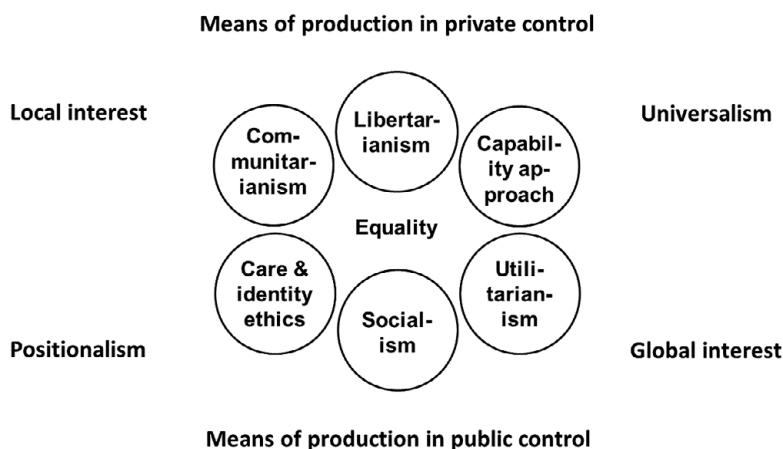 Means of production in private control
Local interest
Universalism
Libertar-
ianism
Com-
munitar-
ianism
Capabil-
ity ap-
proach
Equality
Care &
identity
ethics
Utili-
tarian-
ism
Social-
ism
Positionalism
Global interest
Means of production in public control